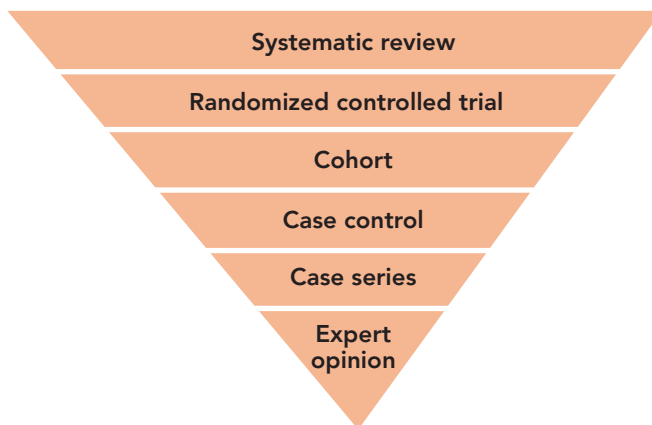 Systematic review
Randomized controlled trial
Cohort
Case control
Case series
Expert
opinion